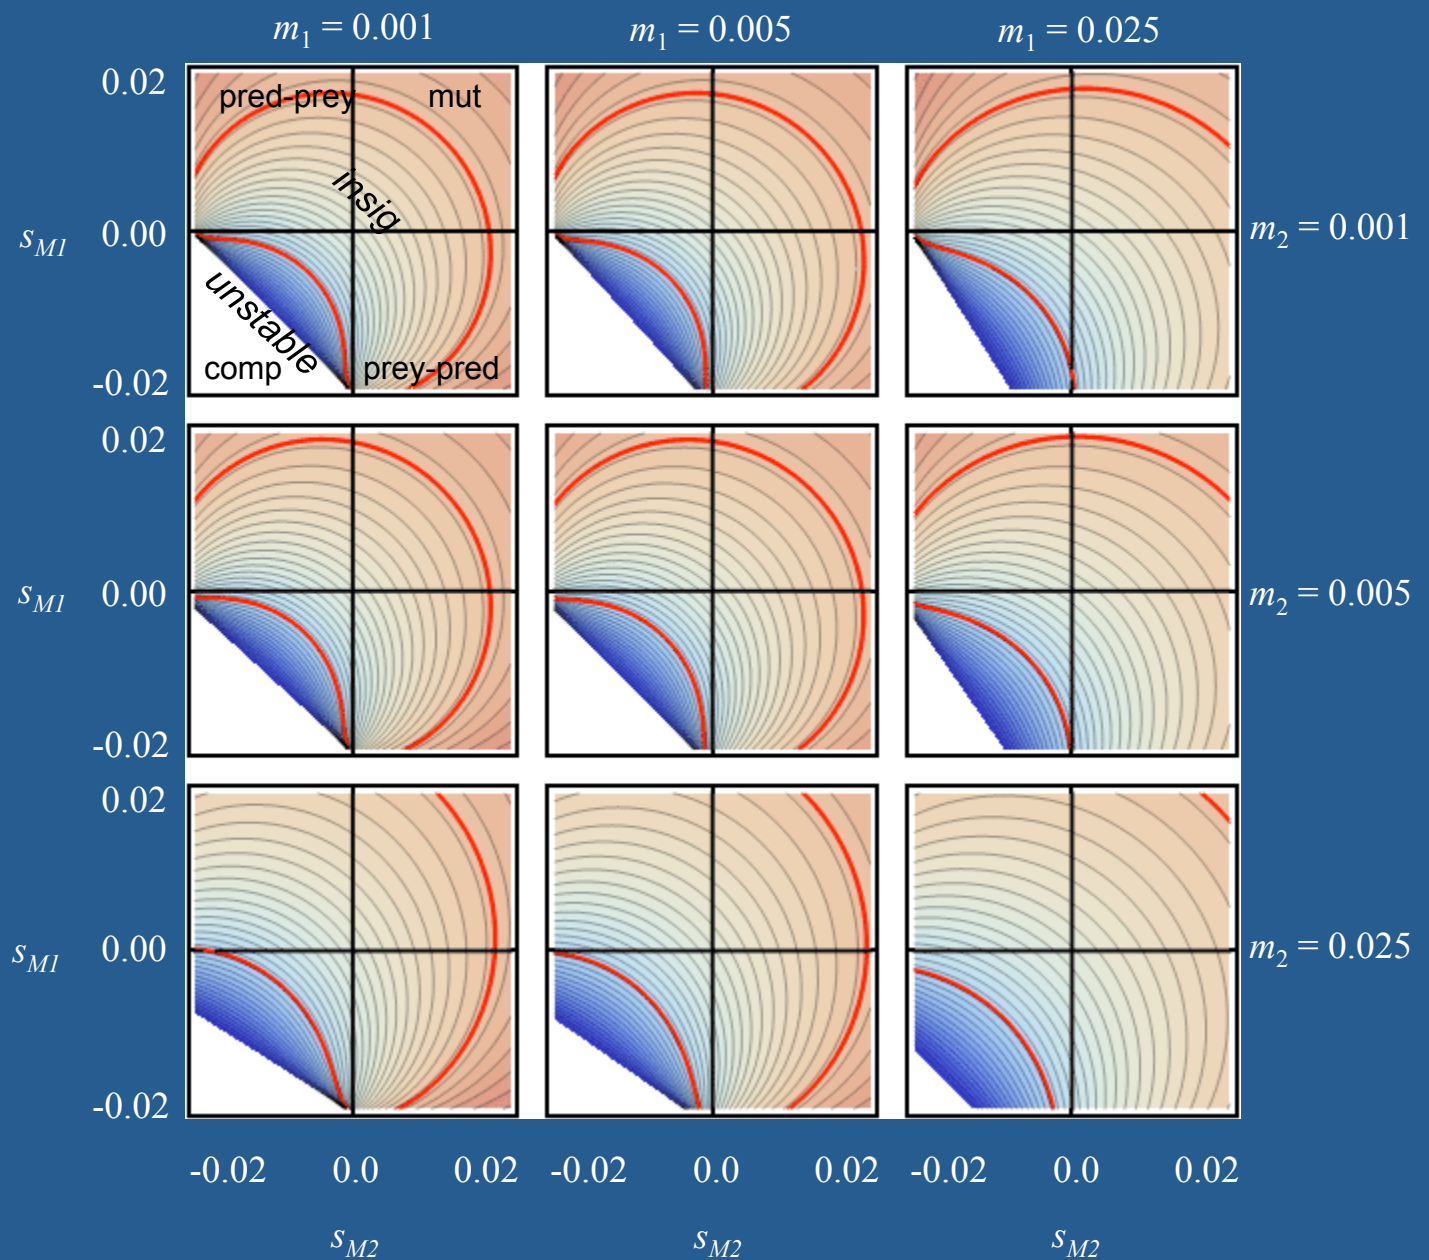 m1 = 0.001 m1 = 0.005 m1 = 0.025
0.02
pred-prey mut
insig
sM1 0.00 m2 = 0.001
unstable
comp prey-pred
-0.02
0.02
sM1 0.00 m2 = 0.005
-0.02
0.02
sM1 0.00 m2 = 0.025
-0.02
-0.02 0.0 0.02 -0.02 0.0 0.02 -0.02 0.0 0.02
sM2 sM2 sM2